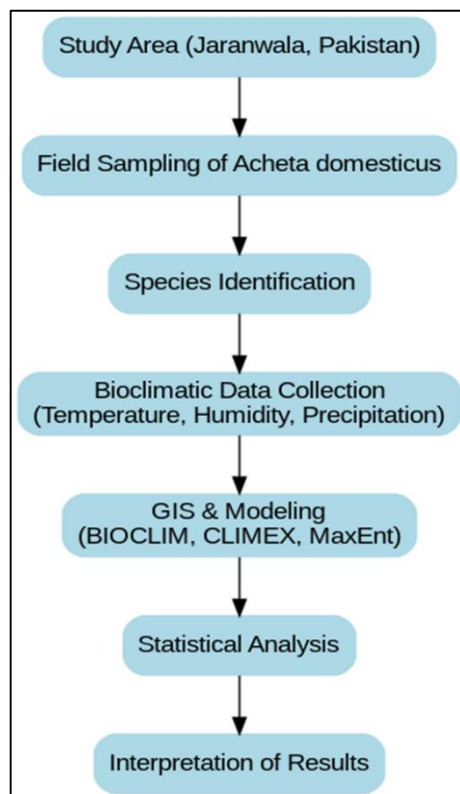 Study Area (Jaranwala, Pakistan)
Field Sampling of Acheta domesticus
Species Identification
Bioclimatic Data Collection
(Temperature, Humidity, Precipitation)
GIS & Modeling
(BIOCLIM, CLIMEX, MaxEnt)
Statistical Analysis
Interpretation of Results